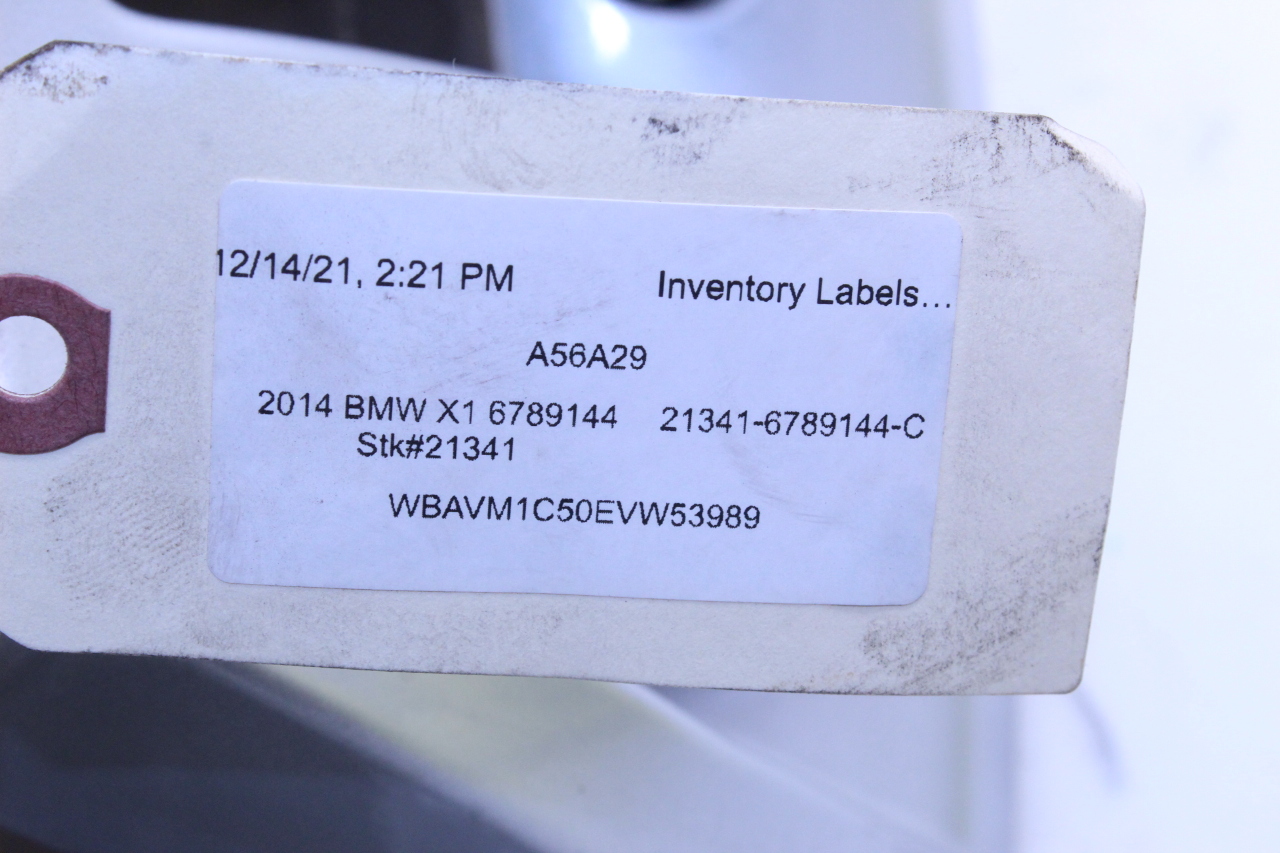 12/14/21, 2:21 PM Inventory Labels...
A56A29
2014 BMW X1 6789144 21341-6789144-C
Stk#21341
WBAVM1C50EVW53989